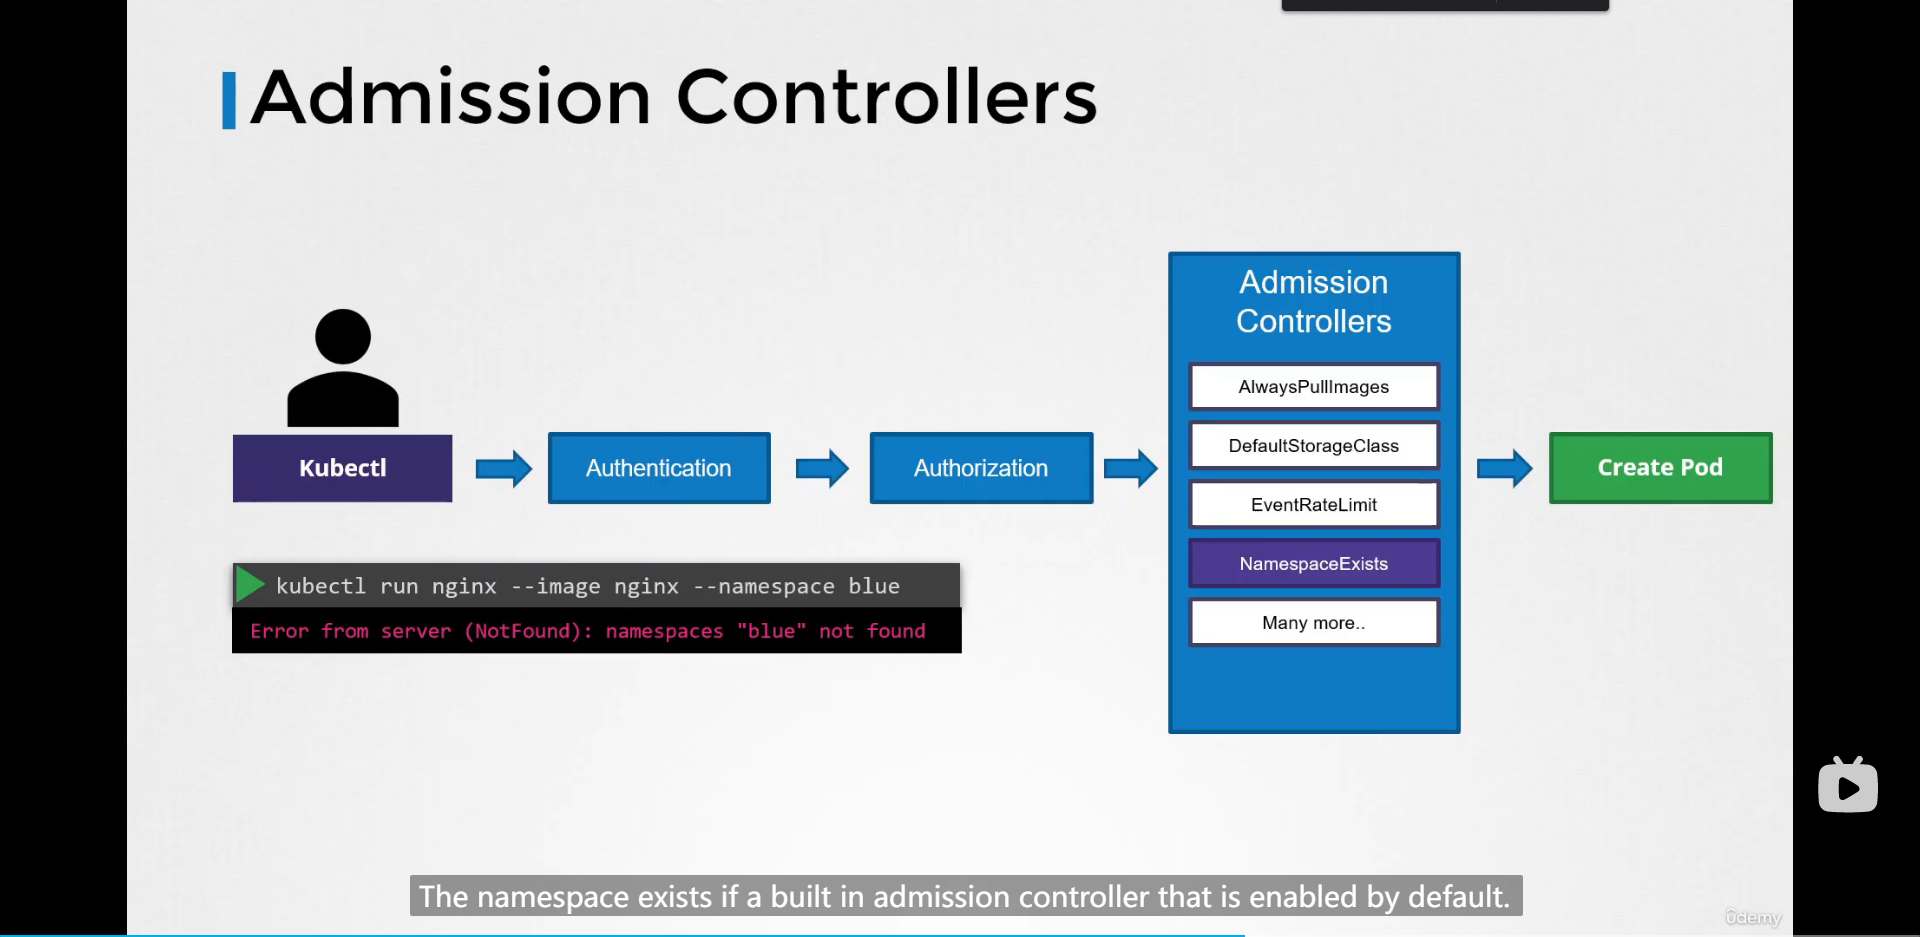 Admission Controllers
Admission
Controllers
AlwaysPullImages
DefaultStorageClass
EventRateLimit
NamespaceExists
Many more..
Kubectl
Authentication
Authorization
Create Pod
kubectl run nginx --image nginx --namespace blue
Error from server (NotFound): namespaces "blue" not found
The namespace exists if a built in admission controller that is enabled by default.
ûdemy